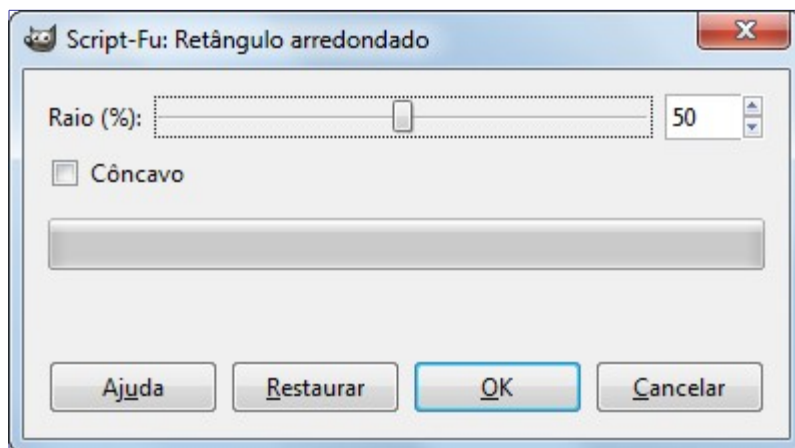 Script-Fu: Retângulo arredondado
Raio (%): 50
Côncavo
Ajuda Restaurar OK Cancelar